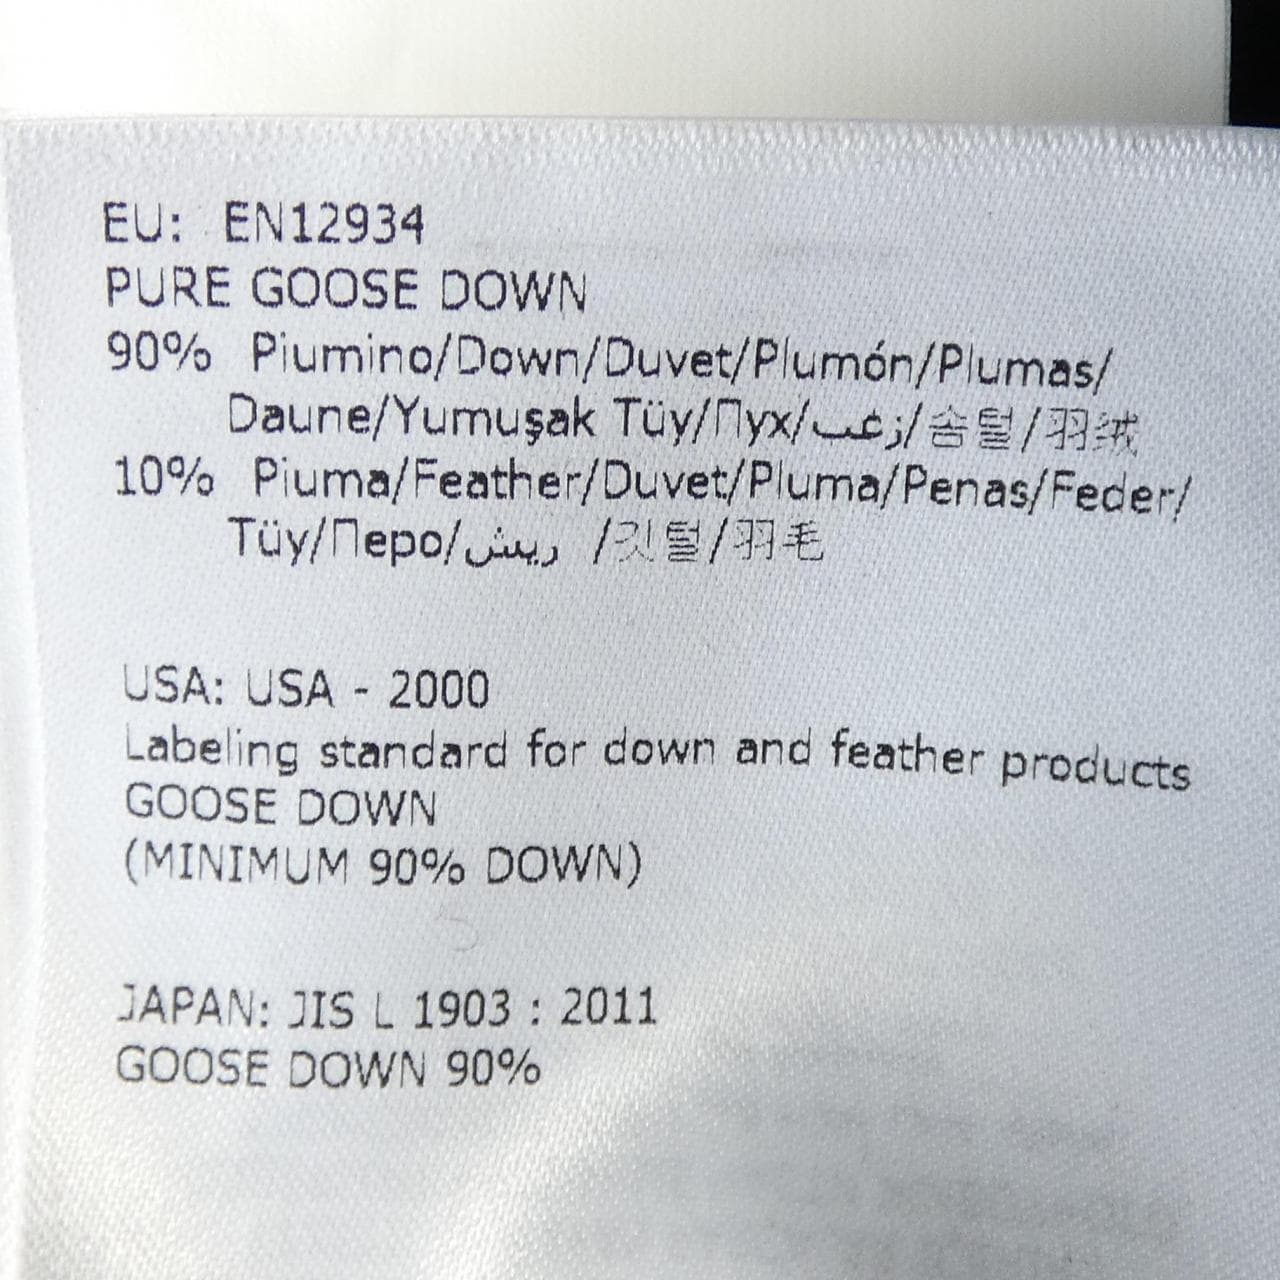 EU: EN12934
PURE GOOSE DOWN
90% Piumino/Down/Duvet/Plumón/Plumas/
Daune/Yumuşak Tüy/Пух/زغب/솜털/羽绒
10% Piuma/Feather/Duvet/Pluma/Penas/Feder/
Tüy/Перо/ريش /깃털/羽毛
USA: USA - 2000
Labeling standard for down and feather products
GOOSE DOWN
(MINIMUM 90% DOWN)
JAPAN: JIS L 1903 : 2011
GOOSE DOWN 90%